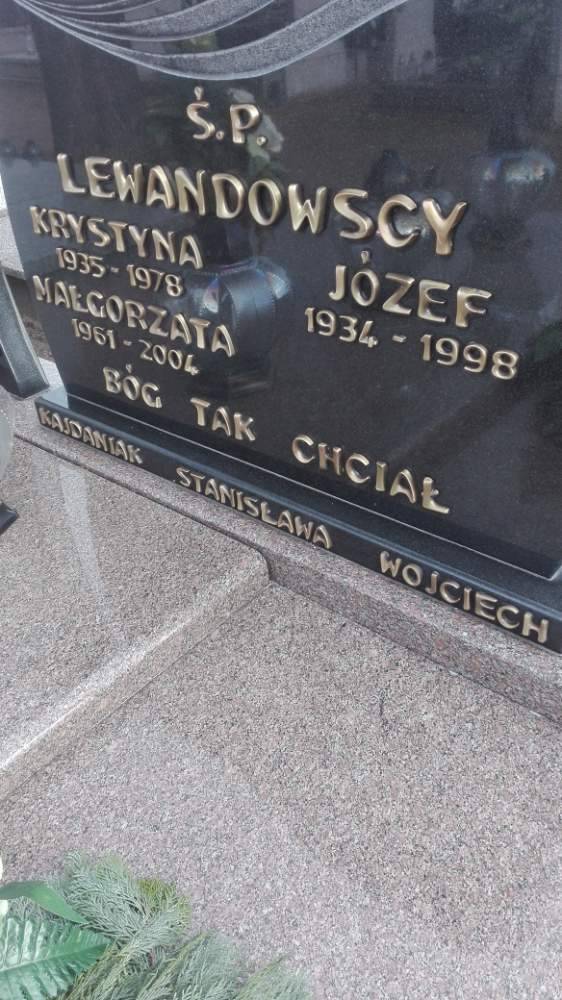 Ś.P.
LEWANDOWSCY
KRYSTYNA
1935 - 1978
MAŁGORZATA
1961 - 2004
JÓZEF
1934 - 1998
BÓG TAK CHCIAŁ
KAJDANIAK STANISŁAWA WOJCIECH